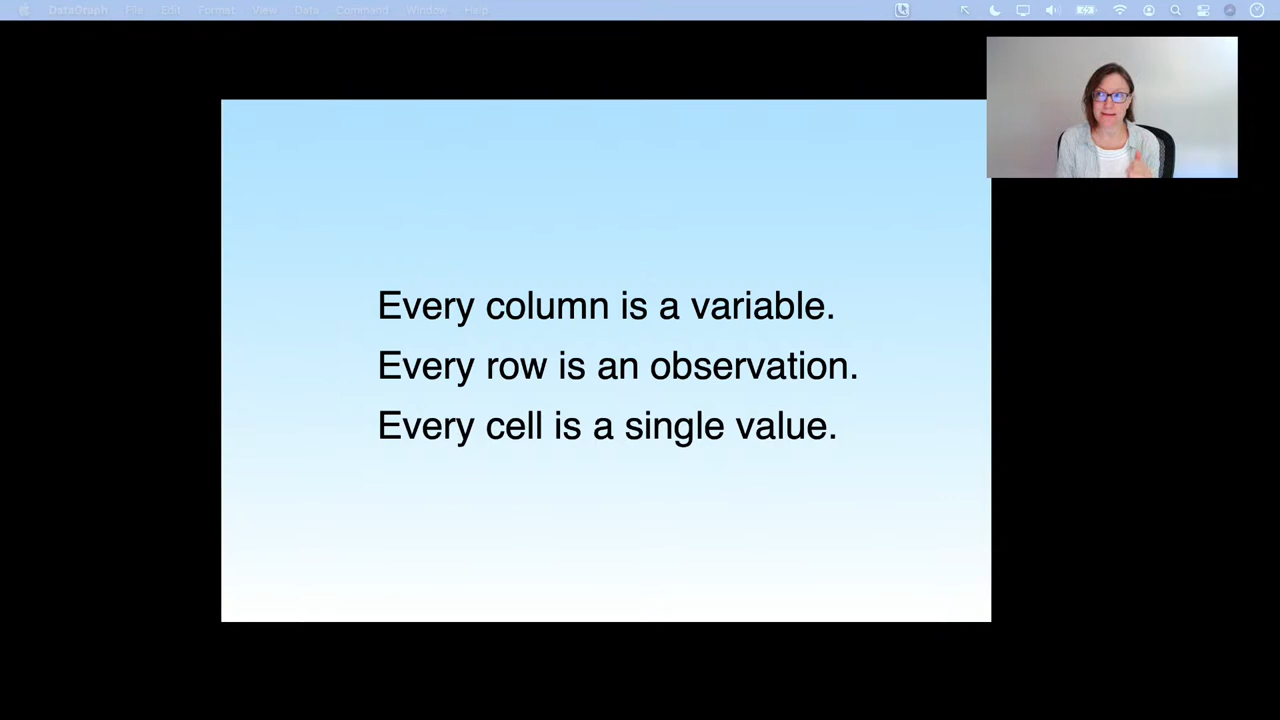 DataGraph File Edit Format View Data Command Window Help
Every column is a variable.
Every row is an observation.
Every cell is a single value.